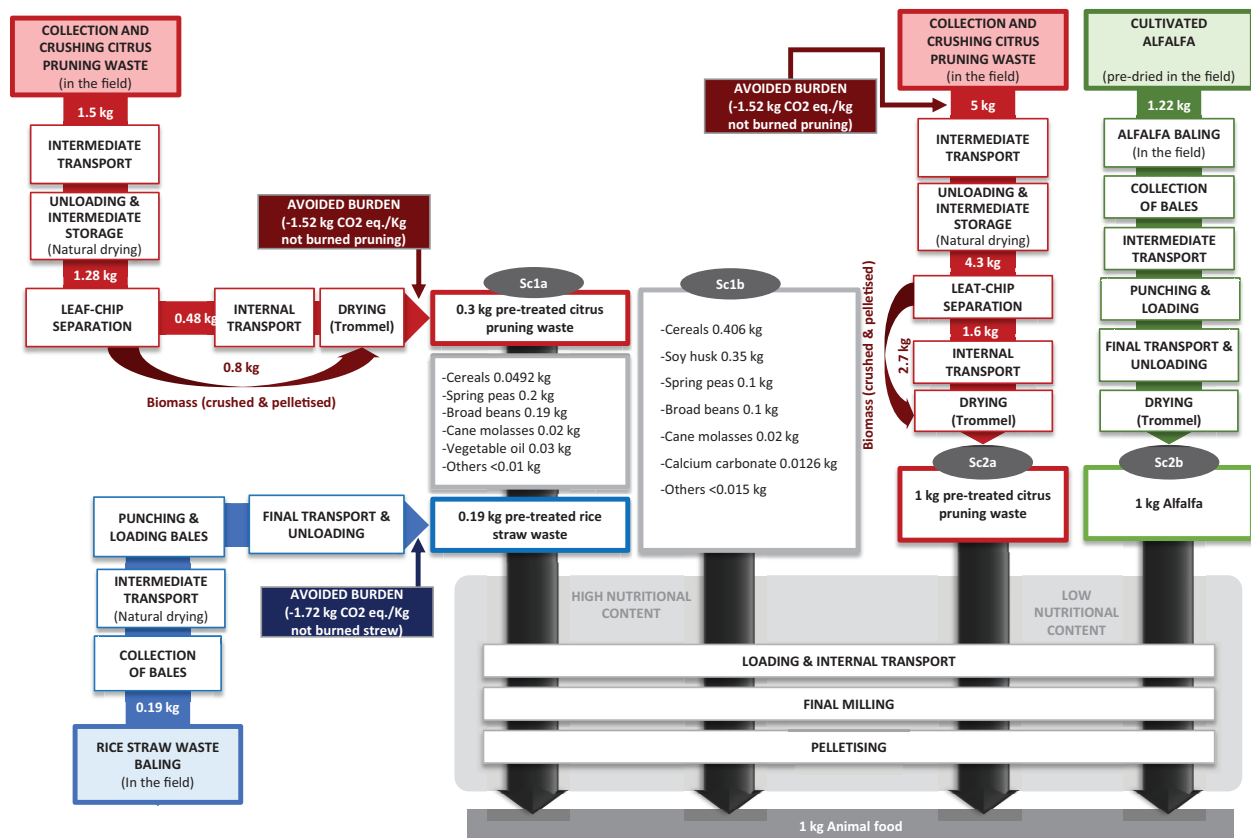 COLLECTION AND
CRUSHING CITRUS
PRUNING WASTE
(in the field)
1.5 kg
INTERMEDIATE
TRANSPORT
UNLOADING &
INTERMEDIATE
STORAGE
(Natural drying)
1.28 kg
LEAF-CHIP
SEPARATION
0.48 kg
INTERNAL
TRANSPORT
DRYING
(Trommel)
0.8 kg
Biomass (crushed & pelletised)
AVOIDED BURDEN
(-1.52 kg CO2 eq./Kg
not burned pruning)
Sc1a
0.3 kg pre-treated citrus
pruning waste
-Cereals 0.0492 kg
-Spring peas 0.2 kg
-Broad beans 0.19 kg
-Cane molasses 0.02 kg
-Vegetable oil 0.03 kg
-Others <0.01 kg
0.19 kg pre-treated rice
straw waste
PUNCHING &
LOADING BALES
FINAL TRANSPORT &
UNLOADING
INTERMEDIATE
TRANSPORT
(Natural drying)
AVOIDED BURDEN
(-1.72 kg CO2 eq./Kg
not burned strew)
COLLECTION
OF BALES
0.19 kg
RICE STRAW WASTE
BALING
(In the field)
Sc1b
-Cereals 0.406 kg
-Soy husk 0.35 kg
-Spring peas 0.1 kg
-Broad beans 0.1 kg
-Cane molasses 0.02 kg
-Calcium carbonate 0.0126 kg
-Others <0.015 kg
AVOIDED BURDEN
(-1.52 kg CO2 eq./kg
not burned pruning)
COLLECTION AND
CRUSHING CITRUS
PRUNING WASTE
(in the field)
5 kg
INTERMEDIATE
TRANSPORT
UNLOADING &
INTERMEDIATE
STORAGE
(Natural drying)
4.3 kg
LEAT-CHIP
SEPARATION
1.6 kg
INTERNAL
TRANSPORT
DRYING
(Trommel)
2.7 kg
Biomass (crushed & pelletised)
Sc2a
1 kg pre-treated citrus
pruning waste
CULTIVATED
ALFALFA
(pre-dried in the field)
1.22 kg
ALFALFA BALING
(In the field)
COLLECTION
OF BALES
INTERMEDIATE
TRANSPORT
PUNCHING &
LOADING
FINAL TRANSPORT &
UNLOADING
DRYING
(Trommel)
Sc2b
1 kg Alfalfa
HIGH NUTRITIONAL
CONTENT
LOW
NUTRITIONAL
CONTENT
LOADING & INTERNAL TRANSPORT
FINAL MILLING
PELLETISING
1 kg Animal food